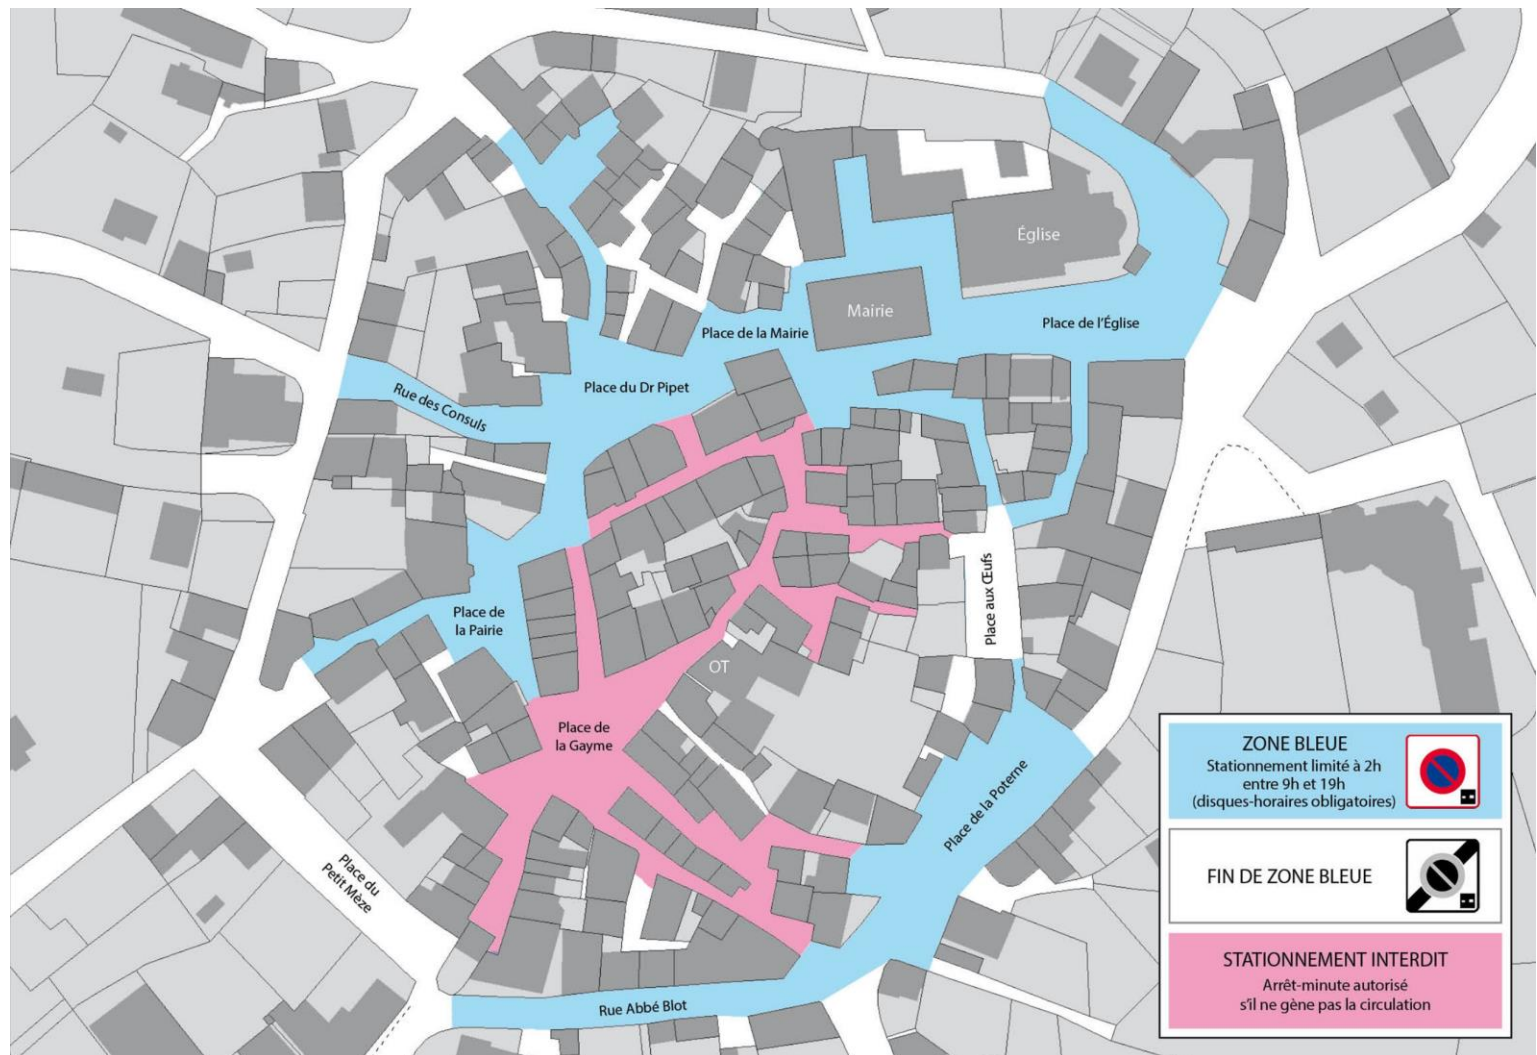 Église
Mairie
Place de l'Église
Place de la Mairie
Place du Dr Pipet
Rue des Consuls
Place aux Œufs
Place de
la Pairie
OT
Place de
la Gayme
Place de la Poterne
Place du
Petit Mèze
Rue Abbé Blot
ZONE BLEUE
Stationnement limité à 2h
entre 9h et 19h
(disques-horaires obligatoires)
FIN DE ZONE BLEUE
STATIONNEMENT INTERDIT
Arrêt-minute autorisé
s'il ne gène pas la circulation